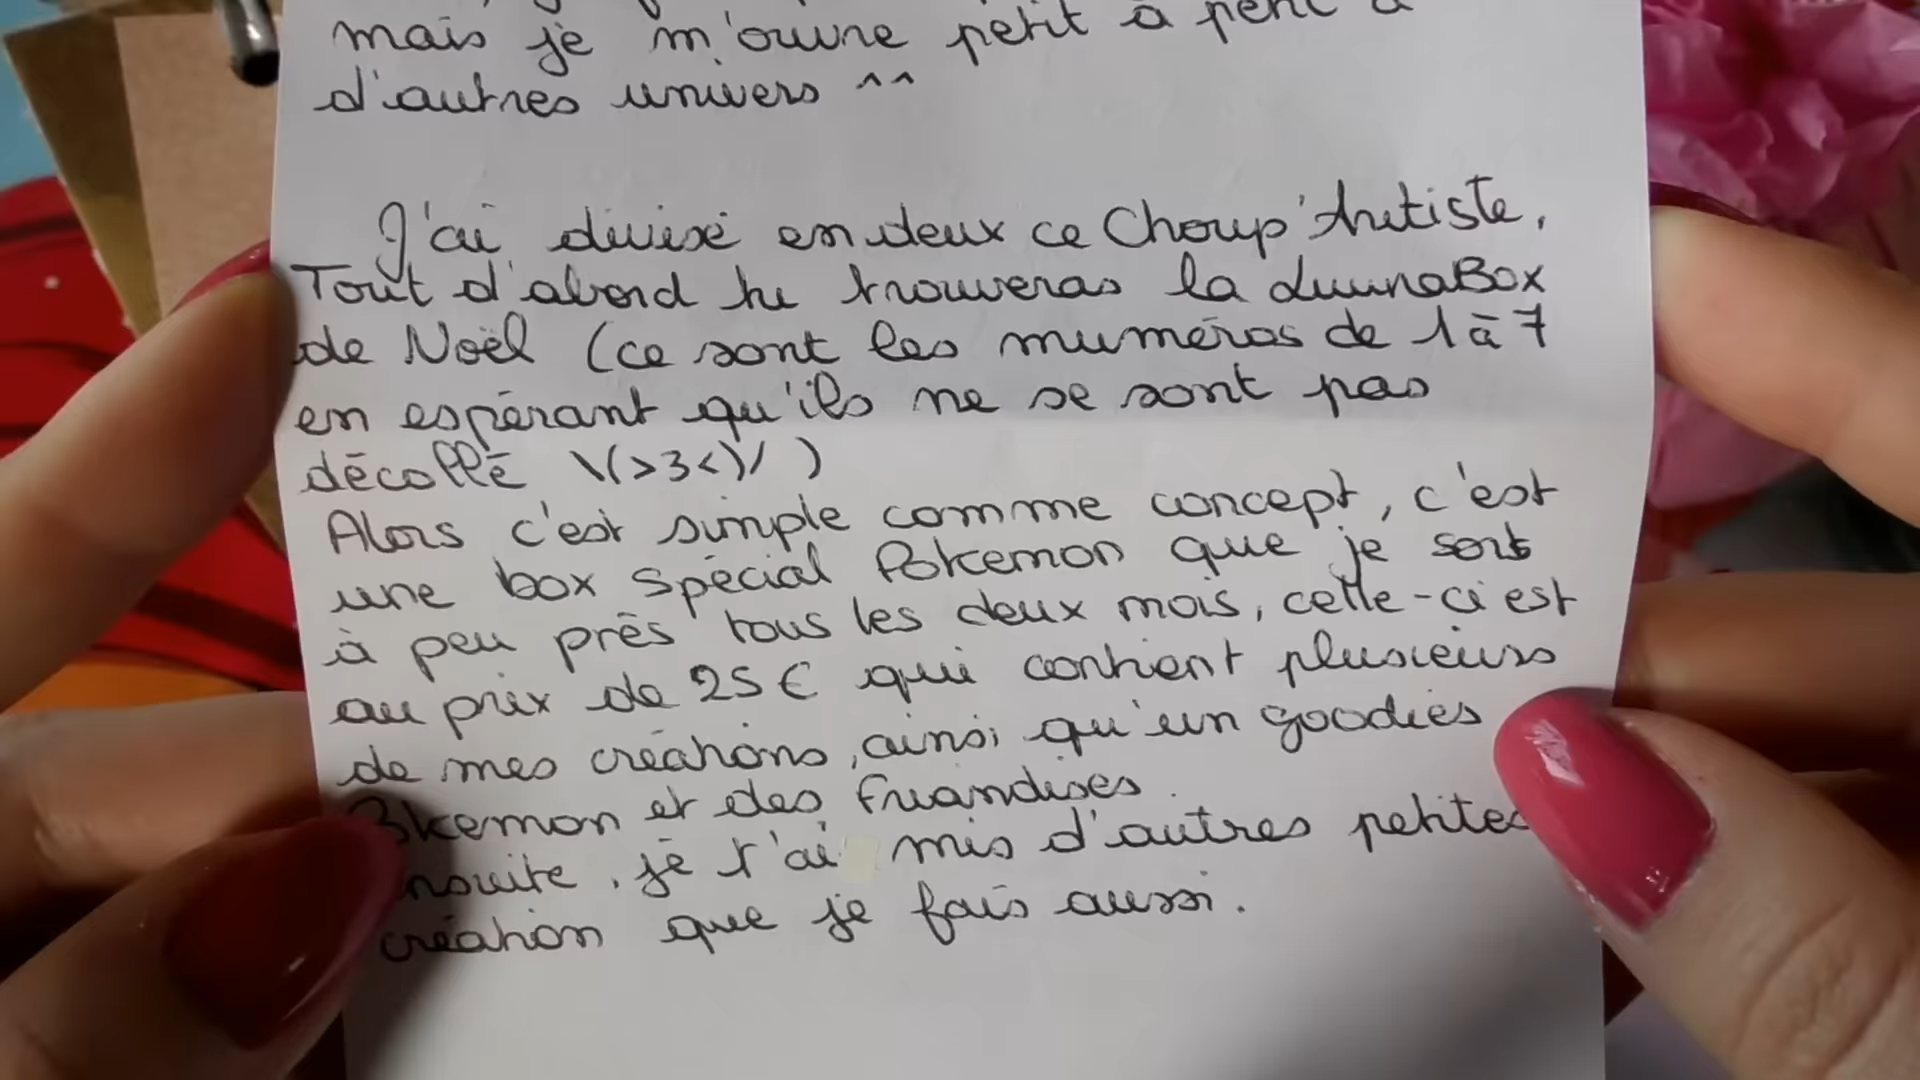 mais je m'ouvre petit à petit à
d'autres univers ^^
J'ai divisé en deux ce Choup'Artiste.
Tout d'abord tu trouveras la LuunaBox
de Noël (ce sont les numéros de 1 à 7
en espérant qu'ils ne se sont pas
décollé \(>3<)/ )
Alors c'est simple comme concept, c'est
une box spécial Pokemon que je sors
à peu près tous les deux mois, celle-ci est
au prix de 25€ qui contient plusieurs
de mes créations, ainsi qu'un goodies
Pokemon et des friandises.
nsuite, je t'ai mis d'autres petites
création que je fais aussi.